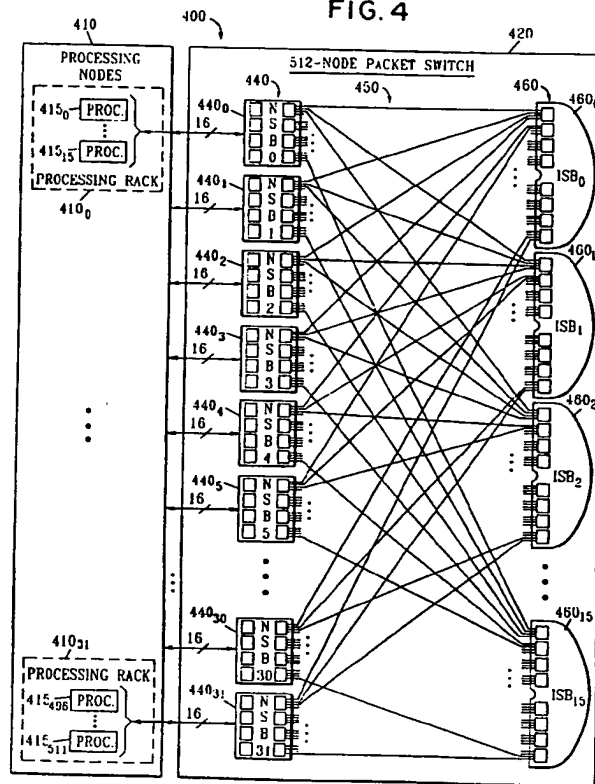 FIG. 4
400
410
420
PROCESSING NODES
512-NODE PACKET SWITCH
440
450
460
415₀ PROC.
415₁₅ PROC.
PROCESSING RACK
410₀
16
440₀
N
S
B
0
460₀
ISB₀
440₁
N
S
B
1
16
460₁
ISB₁
440₂
N
S
B
2
16
440₃
N
S
B
3
16
460₂
ISB₂
440₄
N
S
B
4
16
440₅
N
S
B
5
16
440₃₀
N
S
B
30
16
460₁₅
ISB₁₅
410₃₁
PROCESSING RACK
415₄₉₆ PROC.
415₅₁₁ PROC.
16
440₃₁
N
S
B
31